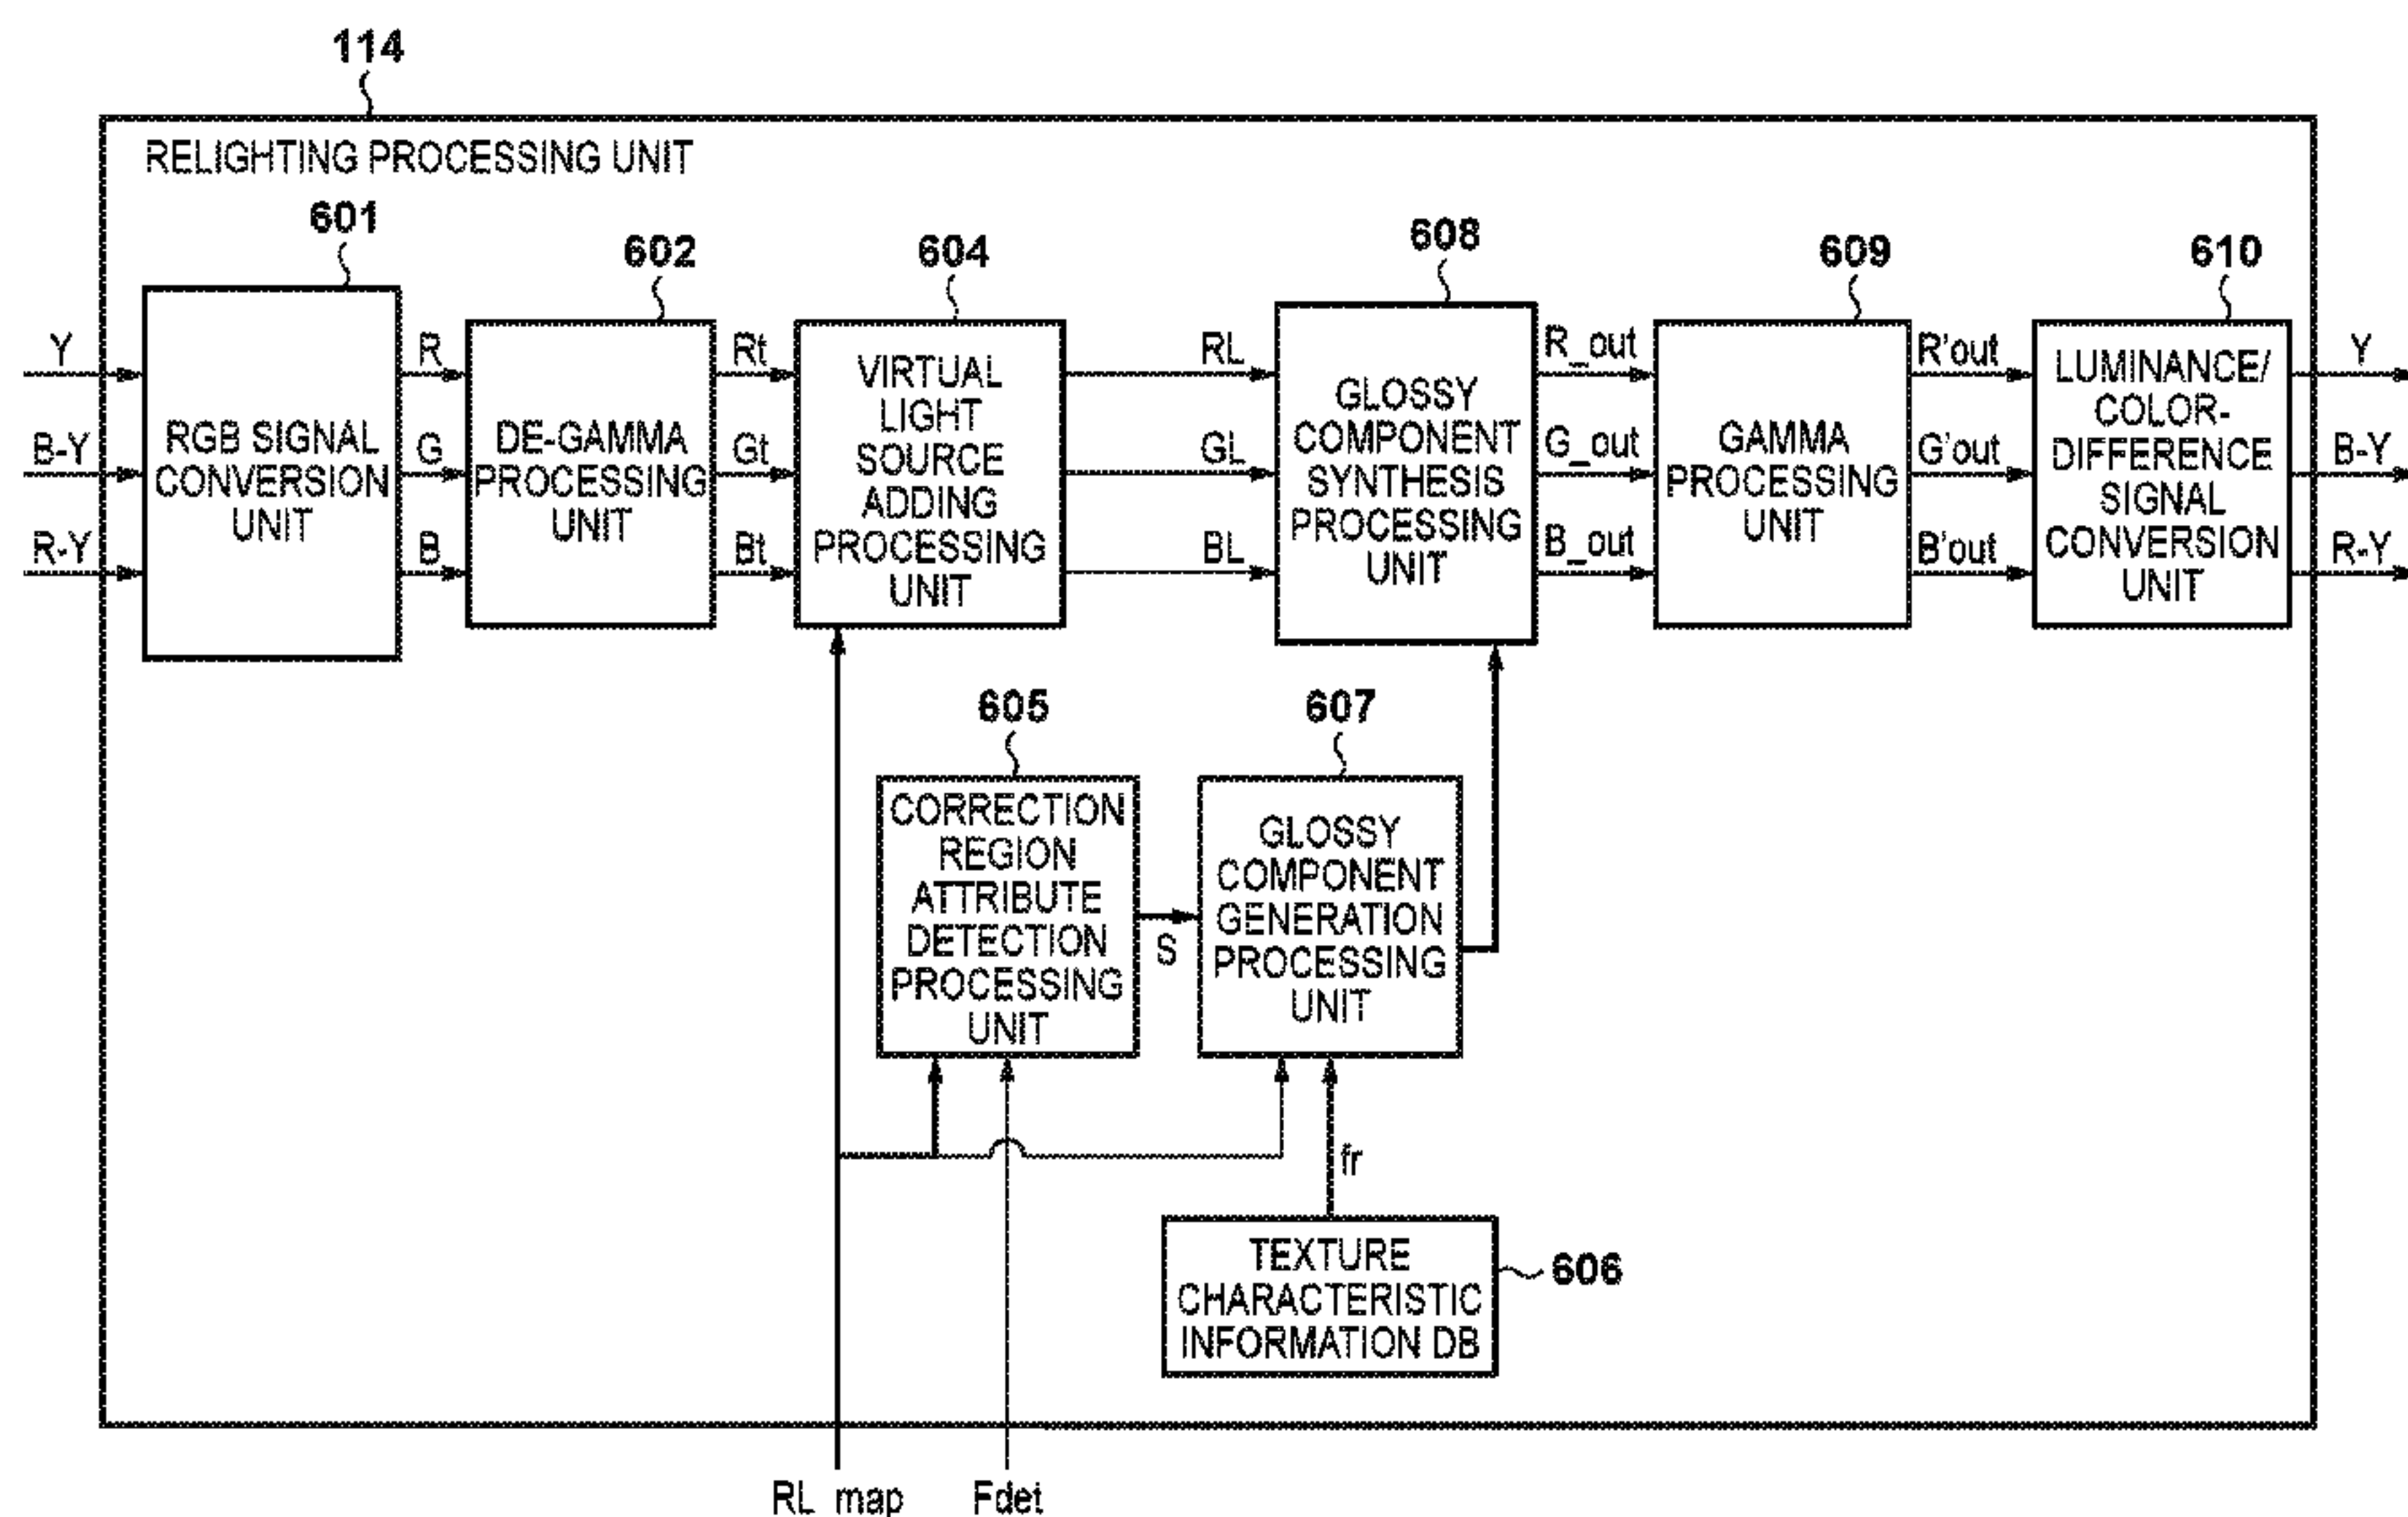 114
RELIGHTING PROCESSING UNIT
601
602
604
608
609
610
Y
B-Y
R-Y
RGB SIGNAL
CONVERSION
UNIT
R
G
B
DE-GAMMA
PROCESSING
UNIT
Rt
Gt
Bt
VIRTUAL
LIGHT
SOURCE
ADDING
PROCESSING
UNIT
RL
GL
BL
GLOSSY
COMPONENT
SYNTHESIS
PROCESSING
UNIT
R_out
G_out
B_out
GAMMA
PROCESSING
UNIT
R'out
G'out
B'out
LUMINANCE/
COLOR-
DIFFERENCE
SIGNAL
CONVERSION
UNIT
Y
B-Y
R-Y
605
607
CORRECTION
REGION
ATTRIBUTE
DETECTION
PROCESSING
UNIT
S
GLOSSY
COMPONENT
GENERATION
PROCESSING
UNIT
fr
TEXTURE
CHARACTERISTIC
INFORMATION DB
606
RL map
Fdet